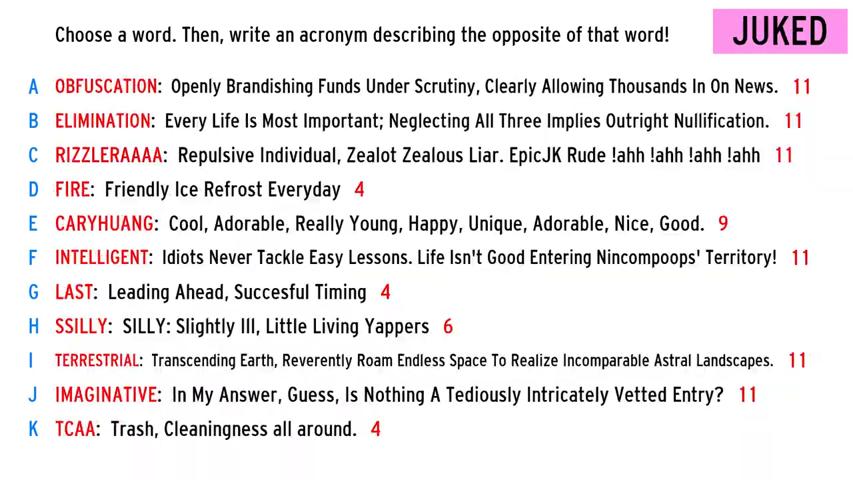 Choose a word. Then, write an acronym describing the opposite of that word!
JUKED
A OBFUSCATION: Openly Brandishing Funds Under Scrutiny, Clearly Allowing Thousands In On News. 11
B ELIMINATION: Every Life Is Most Important; Neglecting All Three Implies Outright Nullification. 11
C RIZZLERAAAA: Repulsive Individual, Zealot Zealous Liar. EpicJK Rude !ahh !ahh !ahh !ahh 11
D FIRE: Friendly Ice Refrost Everyday 4
E CARYHUANG: Cool, Adorable, Really Young, Happy, Unique, Adorable, Nice, Good. 9
F INTELLIGENT: Idiots Never Tackle Easy Lessons. Life Isn't Good Entering Nincompoops' Territory! 11
G LAST: Leading Ahead, Succesful Timing 4
H SSILLY: SILLY: Slightly Ill, Little Living Yappers 6
I TERRESTRIAL: Transcending Earth, Reverently Roam Endless Space To Realize Incomparable Astral Landscapes. 11
J IMAGINATIVE: In My Answer, Guess, Is Nothing A Tediously Intricately Vetted Entry? 11
K TCAA: Trash, Cleaningness all around. 4